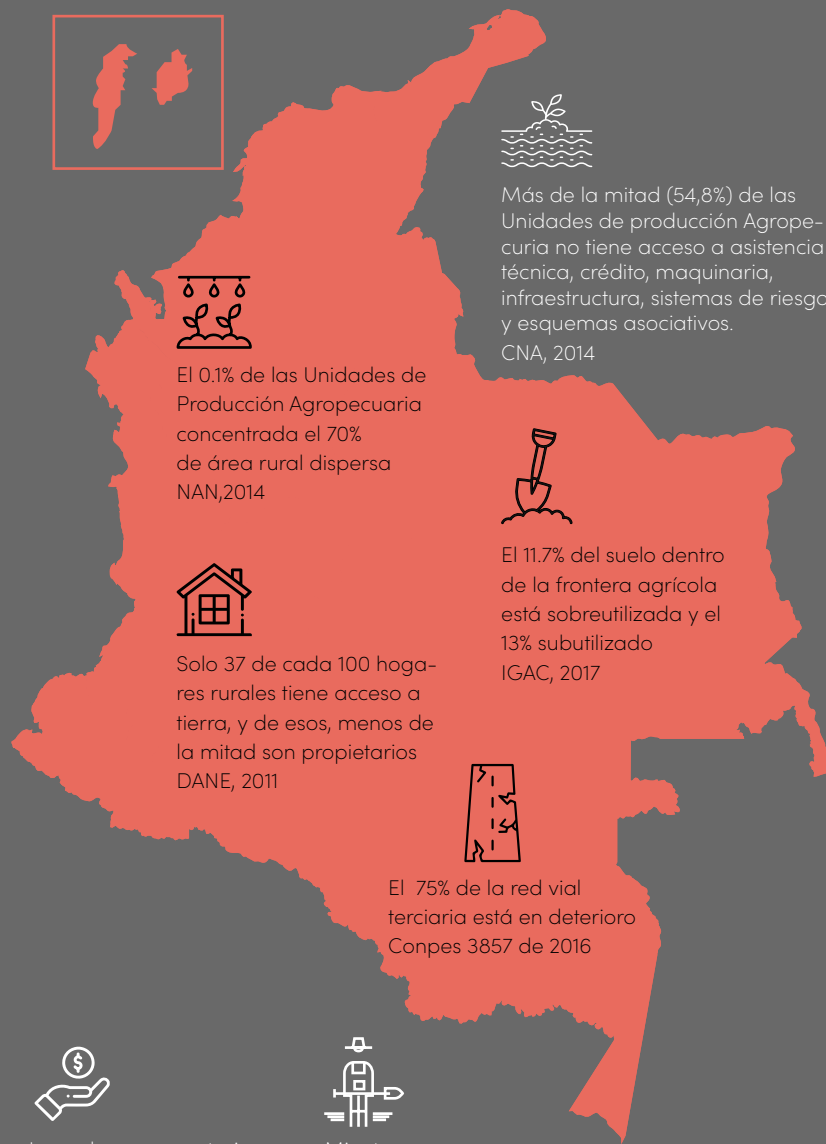 Más de la mitad (54,8%) de las
Unidades de producción Agrope-
curia no tiene acceso a asistencia
técnica, crédito, maquinaria,
infraestructura, sistemas de riesgo
y esquemas asociativos.
CNA, 2014
El 0.1% de las Unidades de
Producción Agropecuaria
concentrada el 70%
de área rural dispersa
NAN,2014
El 11.7% del suelo dentro
de la frontera agrícola
está sobreutilizada y el
13% subutilizado
IGAC, 2017
Solo 37 de cada 100 hoga-
res rurales tiene acceso a
tierra, y de esos, menos de
la mitad son propietarios
DANE, 2011
El 75% de la red vial
terciaria está en deterioro
Conpes 3857 de 2016
$